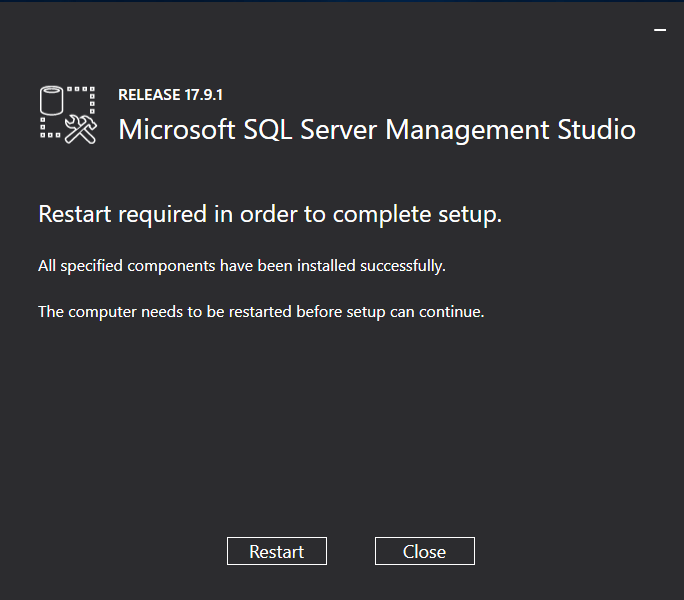 RELEASE 17.9.1
Microsoft SQL Server Management Studio
Restart required in order to complete setup.
All specified components have been installed successfully.
The computer needs to be restarted before setup can continue.
Restart
Close